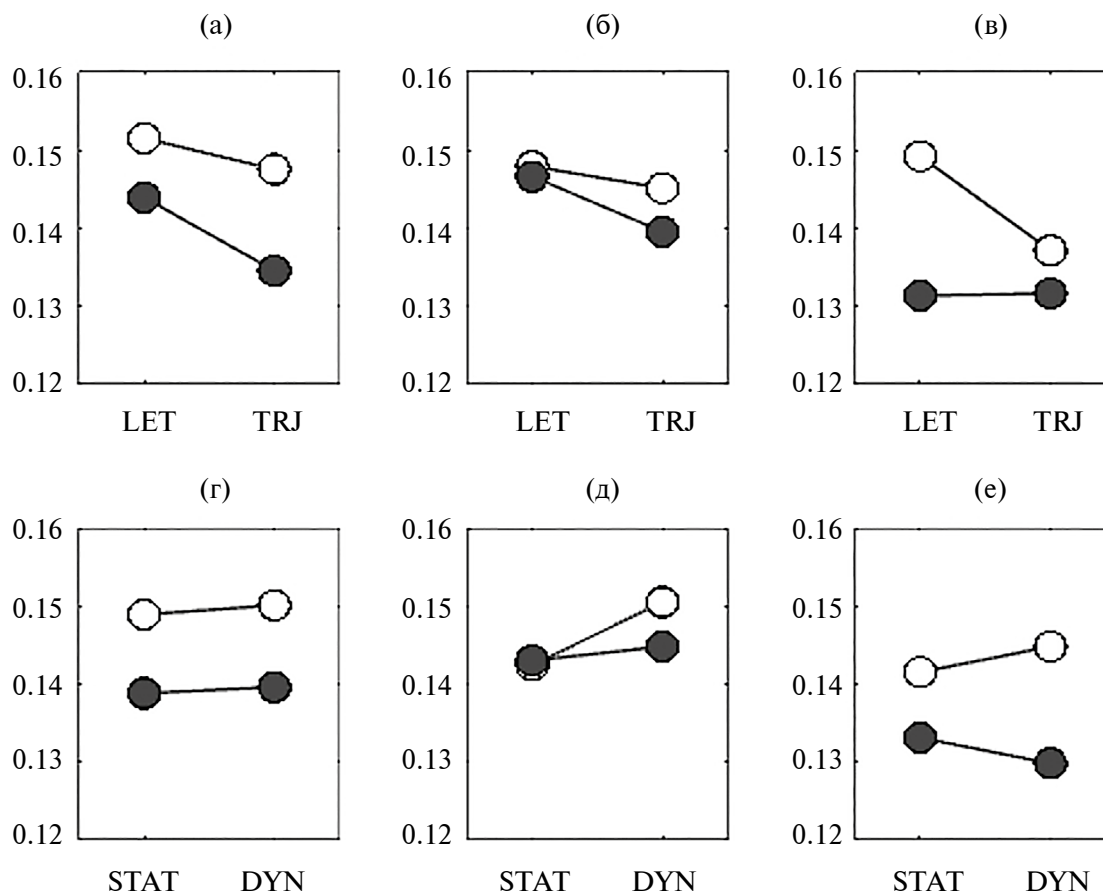 (а) (б) (в)
0.16 0.16 0.16
0.15 0.15 0.15
0.14 0.14 0.14
0.13 0.13 0.13
0.12 0.12 0.12
LET TRJ LET TRJ LET TRJ
(г) (д) (е)
0.16 0.16 0.16
0.15 0.15 0.15
0.14 0.14 0.14
0.13 0.13 0.13
0.12 0.12 0.12
STAT DYN STAT DYN STAT DYN